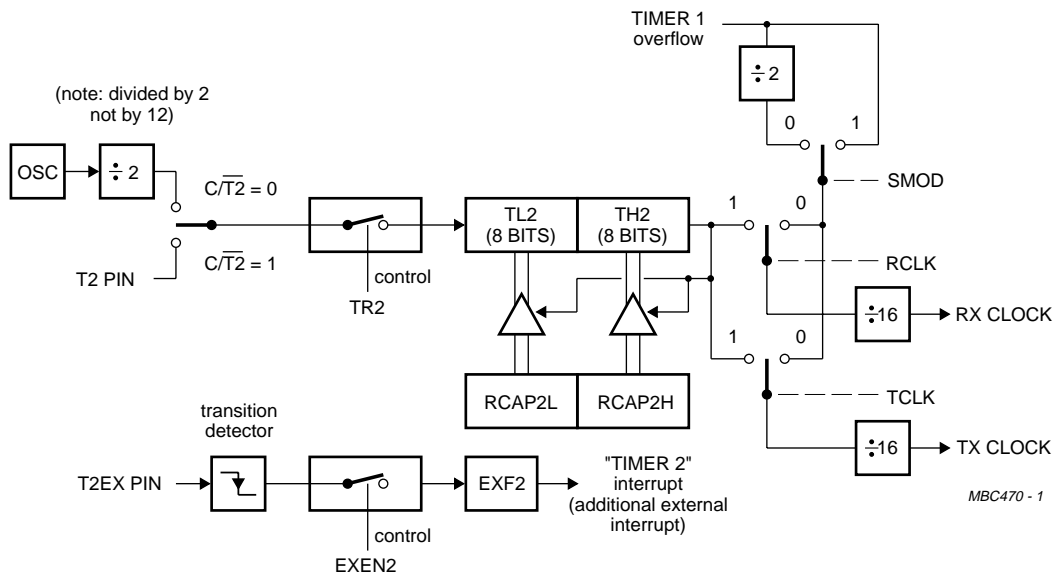 TIMER 1
overflow
÷ 2
(note: divided by 2
not by 12)
0
1
OSC
÷ 2
SMOD
C/T2 = 0
TL2
(8 BITS)
TH2
(8 BITS)
1
0
C/T2 = 1
T2 PIN
control
RCLK
TR2
÷16
RX CLOCK
1
0
RCAP2L
RCAP2H
TCLK
transition
detector
÷16
TX CLOCK
T2EX PIN
EXF2
"TIMER 2"
interrupt
(additional external
interrupt)
MBC470 - 1
control
EXEN2